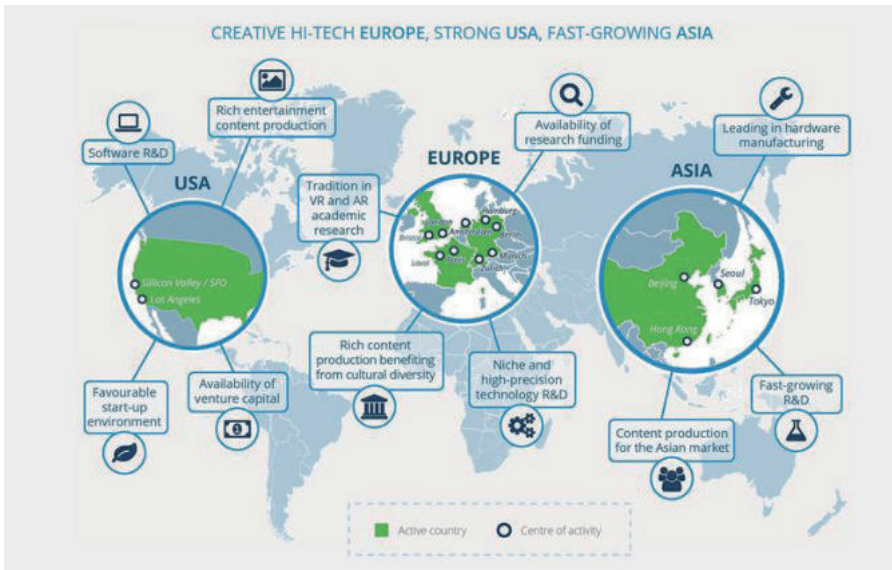 CREATIVE HI-TECH EUROPE, STRONG USA, FAST-GROWING ASIA
Rich entertainment
content production
Software R&D
USA
Tradition in
VR and AR
academic
research
EUROPE
Availability of
research funding
Leading in hardware
manufacturing
ASIA
Sillican Valley / SFO
Los Angeles
London
Hamburg
Bristol
Amsterdam
Berlin
Laval
Paris
Munich
Zurich
Beijing
Seoul
Tokyo
Hong Kong
Favourable
start-up
environment
Availability of
venture capital
Rich content
production benefiting
from cultural diversity
Niche and
high-precision
technology R&D
Content production
for the Asian market
Fast-growing
R&D
Active country
Centre of activity